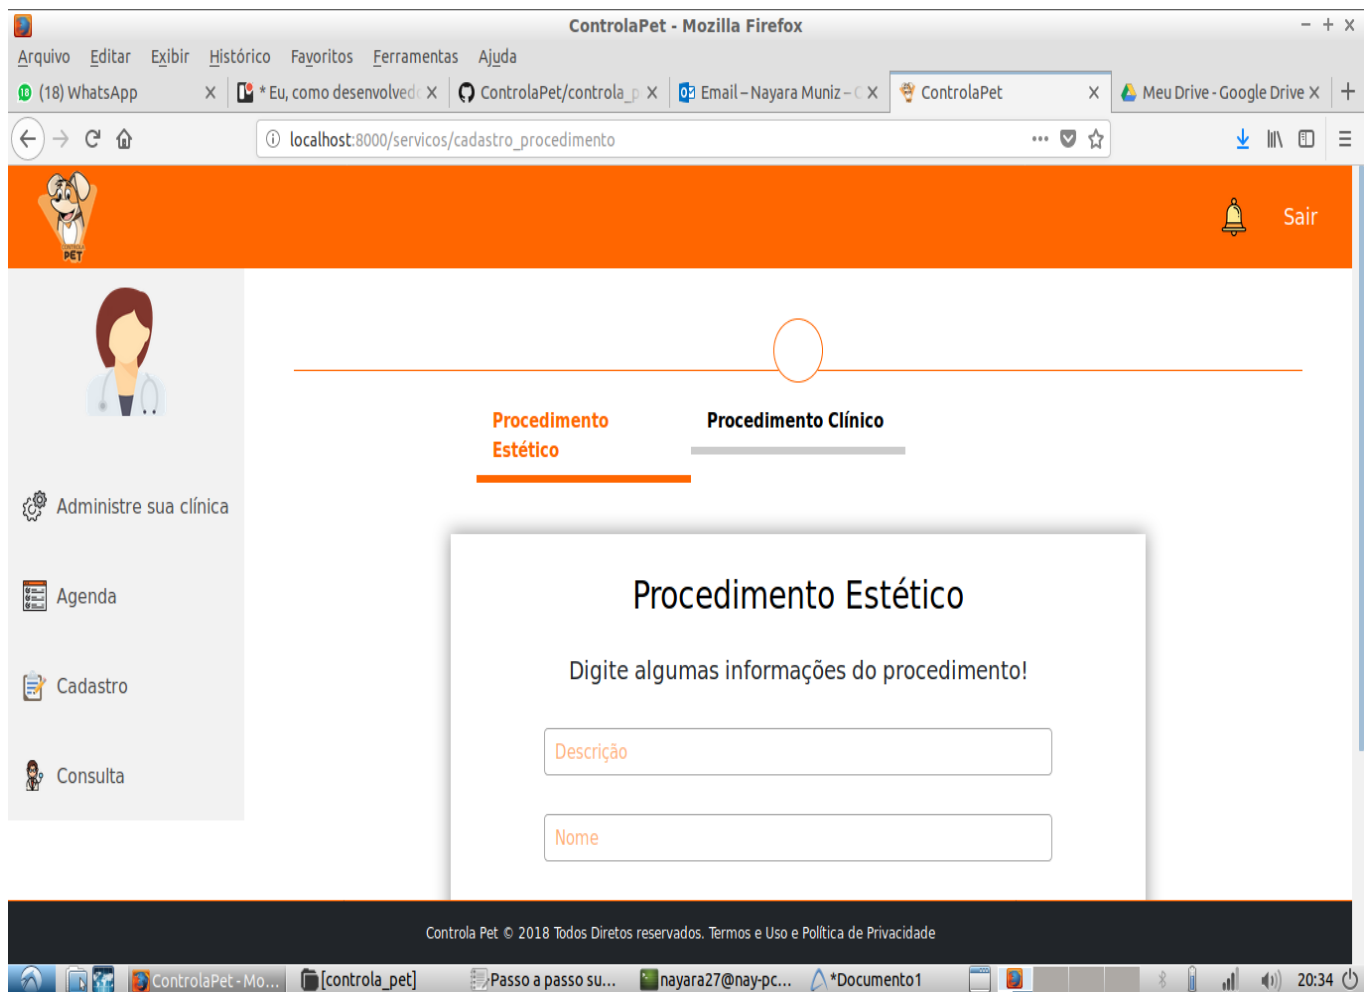 ControlaPet - Mozilla Firefox
Arquivo Editar Exibir Histórico Favoritos Ferramentas Ajuda
(18) WhatsApp
* Eu, como desenvolved
ControlaPet/controla_p
Email – Nayara Muniz –
ControlaPet
Meu Drive - Google Drive
localhost:8000/servicos/cadastro_procedimento
PET
Sair
Procedimento
Estético
Procedimento Clínico
Administre sua clínica
Agenda
Cadastro
Consulta
Procedimento Estético
Digite algumas informações do procedimento!
Descrição
Nome
Controla Pet © 2018 Todos Diretos reservados. Termos e Uso e Política de Privacidade
ControlaPet - Mo...
[controla_pet]
Passo a passo su...
nayara27@nay-pc...
*Documento1
20:34